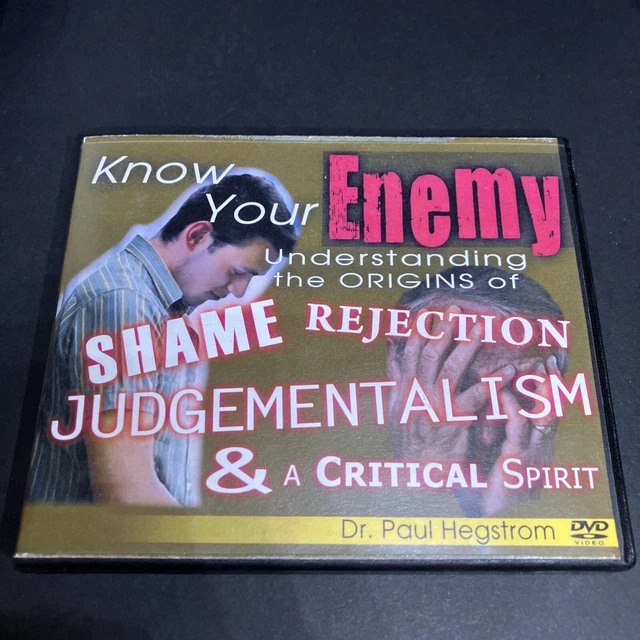 Know
Your Enemy
Understanding
the ORIGINS of
SHAME REJECTION
JUDGEMENTALISM
& A CRITICAL SPIRIT
Dr. Paul Hegstrom DVD
VIDEO